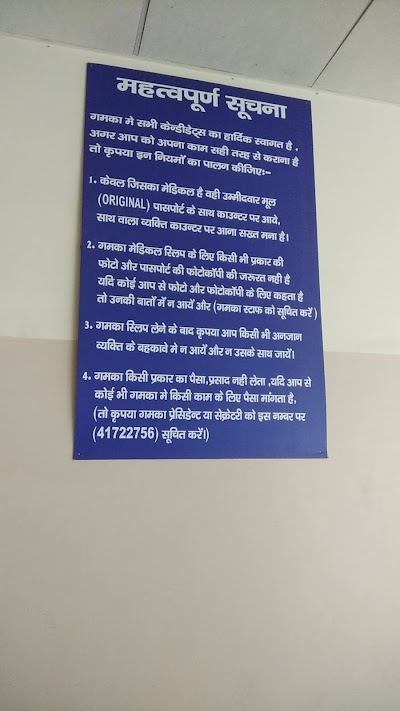 महत्वपूर्ण सूचना
गमका मे सभी केन्डीडेट्स का हार्दिक स्वागत है ,
अगर आप को अपना काम सही तरह से कराना है
तो कृपया इन नियमों का पालन कीजिए:-
1. केवल जिसका मेडिकल है वही उम्मीदवार मूल
(ORIGINAL) पासपोर्ट के साथ काउन्टर पर आये,
साथ वाला व्यक्ति काउन्टर पर आना सख्त मना है।
2. गमका मेडिकल स्लिप के लिए किसी भी प्रकार की
फोटो और प्रासपोर्ट की फोटोकॉपी की जरूरत नही है
यदि कोई आप से फोटो और फोटोकॉपी के लिए कहता है
तो उनकी बातों में न आयें और (गमका स्टाफ को सूचित करें )
3. गमका स्लिप लेने के बाद कृपया आप किसी भी अनजान
व्यक्ति के बहकावे मे न आयें और न उसके साथ जायें।
4. गमका किसी प्रकार का पैसा,प्रसाद नही लेता ,यदि आप से
कोई भी गमका मे किसी काम के लिए पैसा मांगता है,
(तो कृपया गमका प्रेसिडेन्ट या सेक्रेटरी को इस नम्बर पर
(41722756) सूचित करें।)